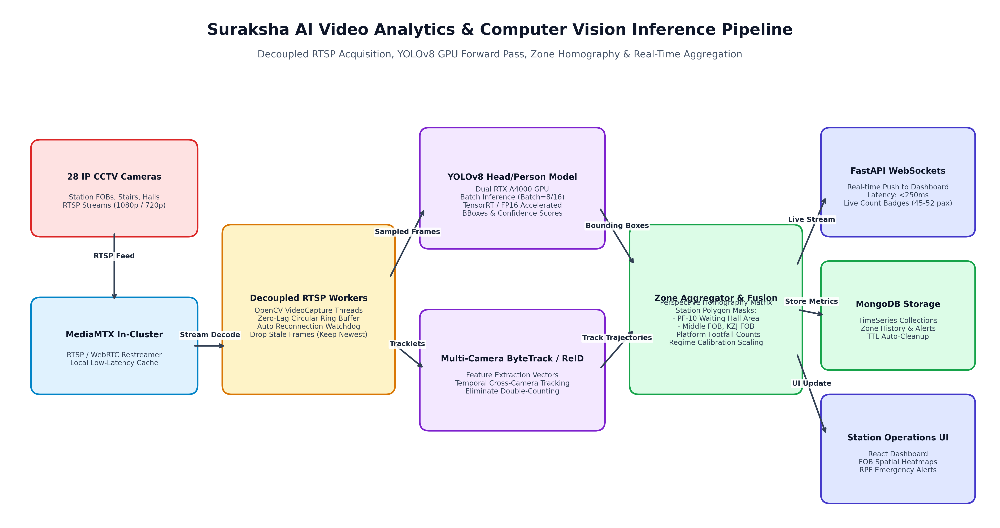 Suraksha AI Video Analytics & Computer Vision Inference Pipeline
Decoupled RTSP Acquisition, YOLOv8 GPU Forward Pass, Zone Homography & Real-Time Aggregation
28 IP CCTV Cameras
Station FOBs, Stairs, Halls
RTSP Streams (1080p / 720p)
RTSP Feed
MediaMTX In-Cluster
RTSP / WebRTC Restreamer
Local Low-Latency Cache
Stream Decode
Decoupled RTSP Workers
OpenCV VideoCapture Threads
Zero-Lag Circular Ring Buffer
Auto Reconnection Watchdog
Drop Stale Frames (Keep Newest)
Sampled Frames
Tracklets
YOLOv8 Head/Person Model
Dual RTX A4000 GPU
Batch Inference (Batch=8/16)
TensorRT / FP16 Accelerated
BBoxes & Confidence Scores
Multi-Camera ByteTrack / ReID
Feature Extraction Vectors
Temporal Cross-Camera Tracking
Eliminate Double-Counting
Bounding Boxes
Track Trajectories
Zone Aggregator & Fusion
Perspective Homography Matrix
Station Polygon Masks:
- PF-10 Waiting Hall Area
- Middle FOB, KZJ FOB
- Platform Footfall Counts
Regime Calibration Scaling
Live Stream
Store Metrics
UI Update
FastAPI WebSockets
Real-time Push to Dashboard
Latency: <250ms
Live Count Badges (45-52 pax)
MongoDB Storage
TimeSeries Collections
Zone History & Alerts
TTL Auto-Cleanup
Station Operations UI
React Dashboard
FOB Spatial Heatmaps
RPF Emergency Alerts